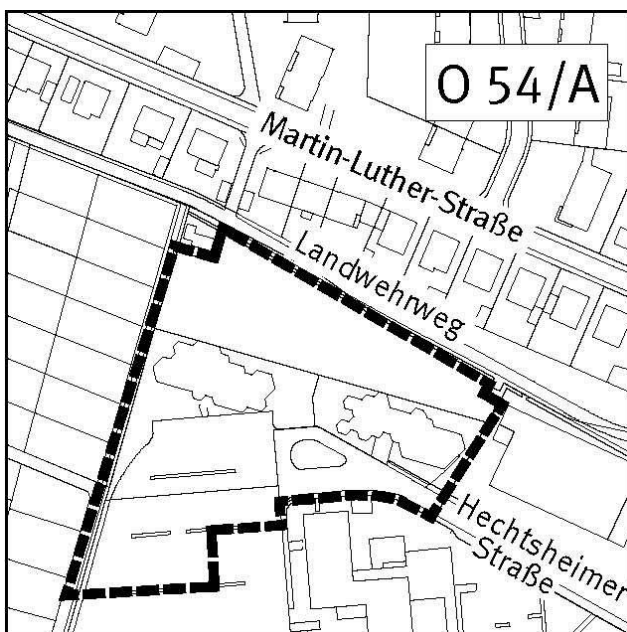 O 54/A
Martin-Luther-Straße
Landwehrweg
Hechtsheimer
Straße